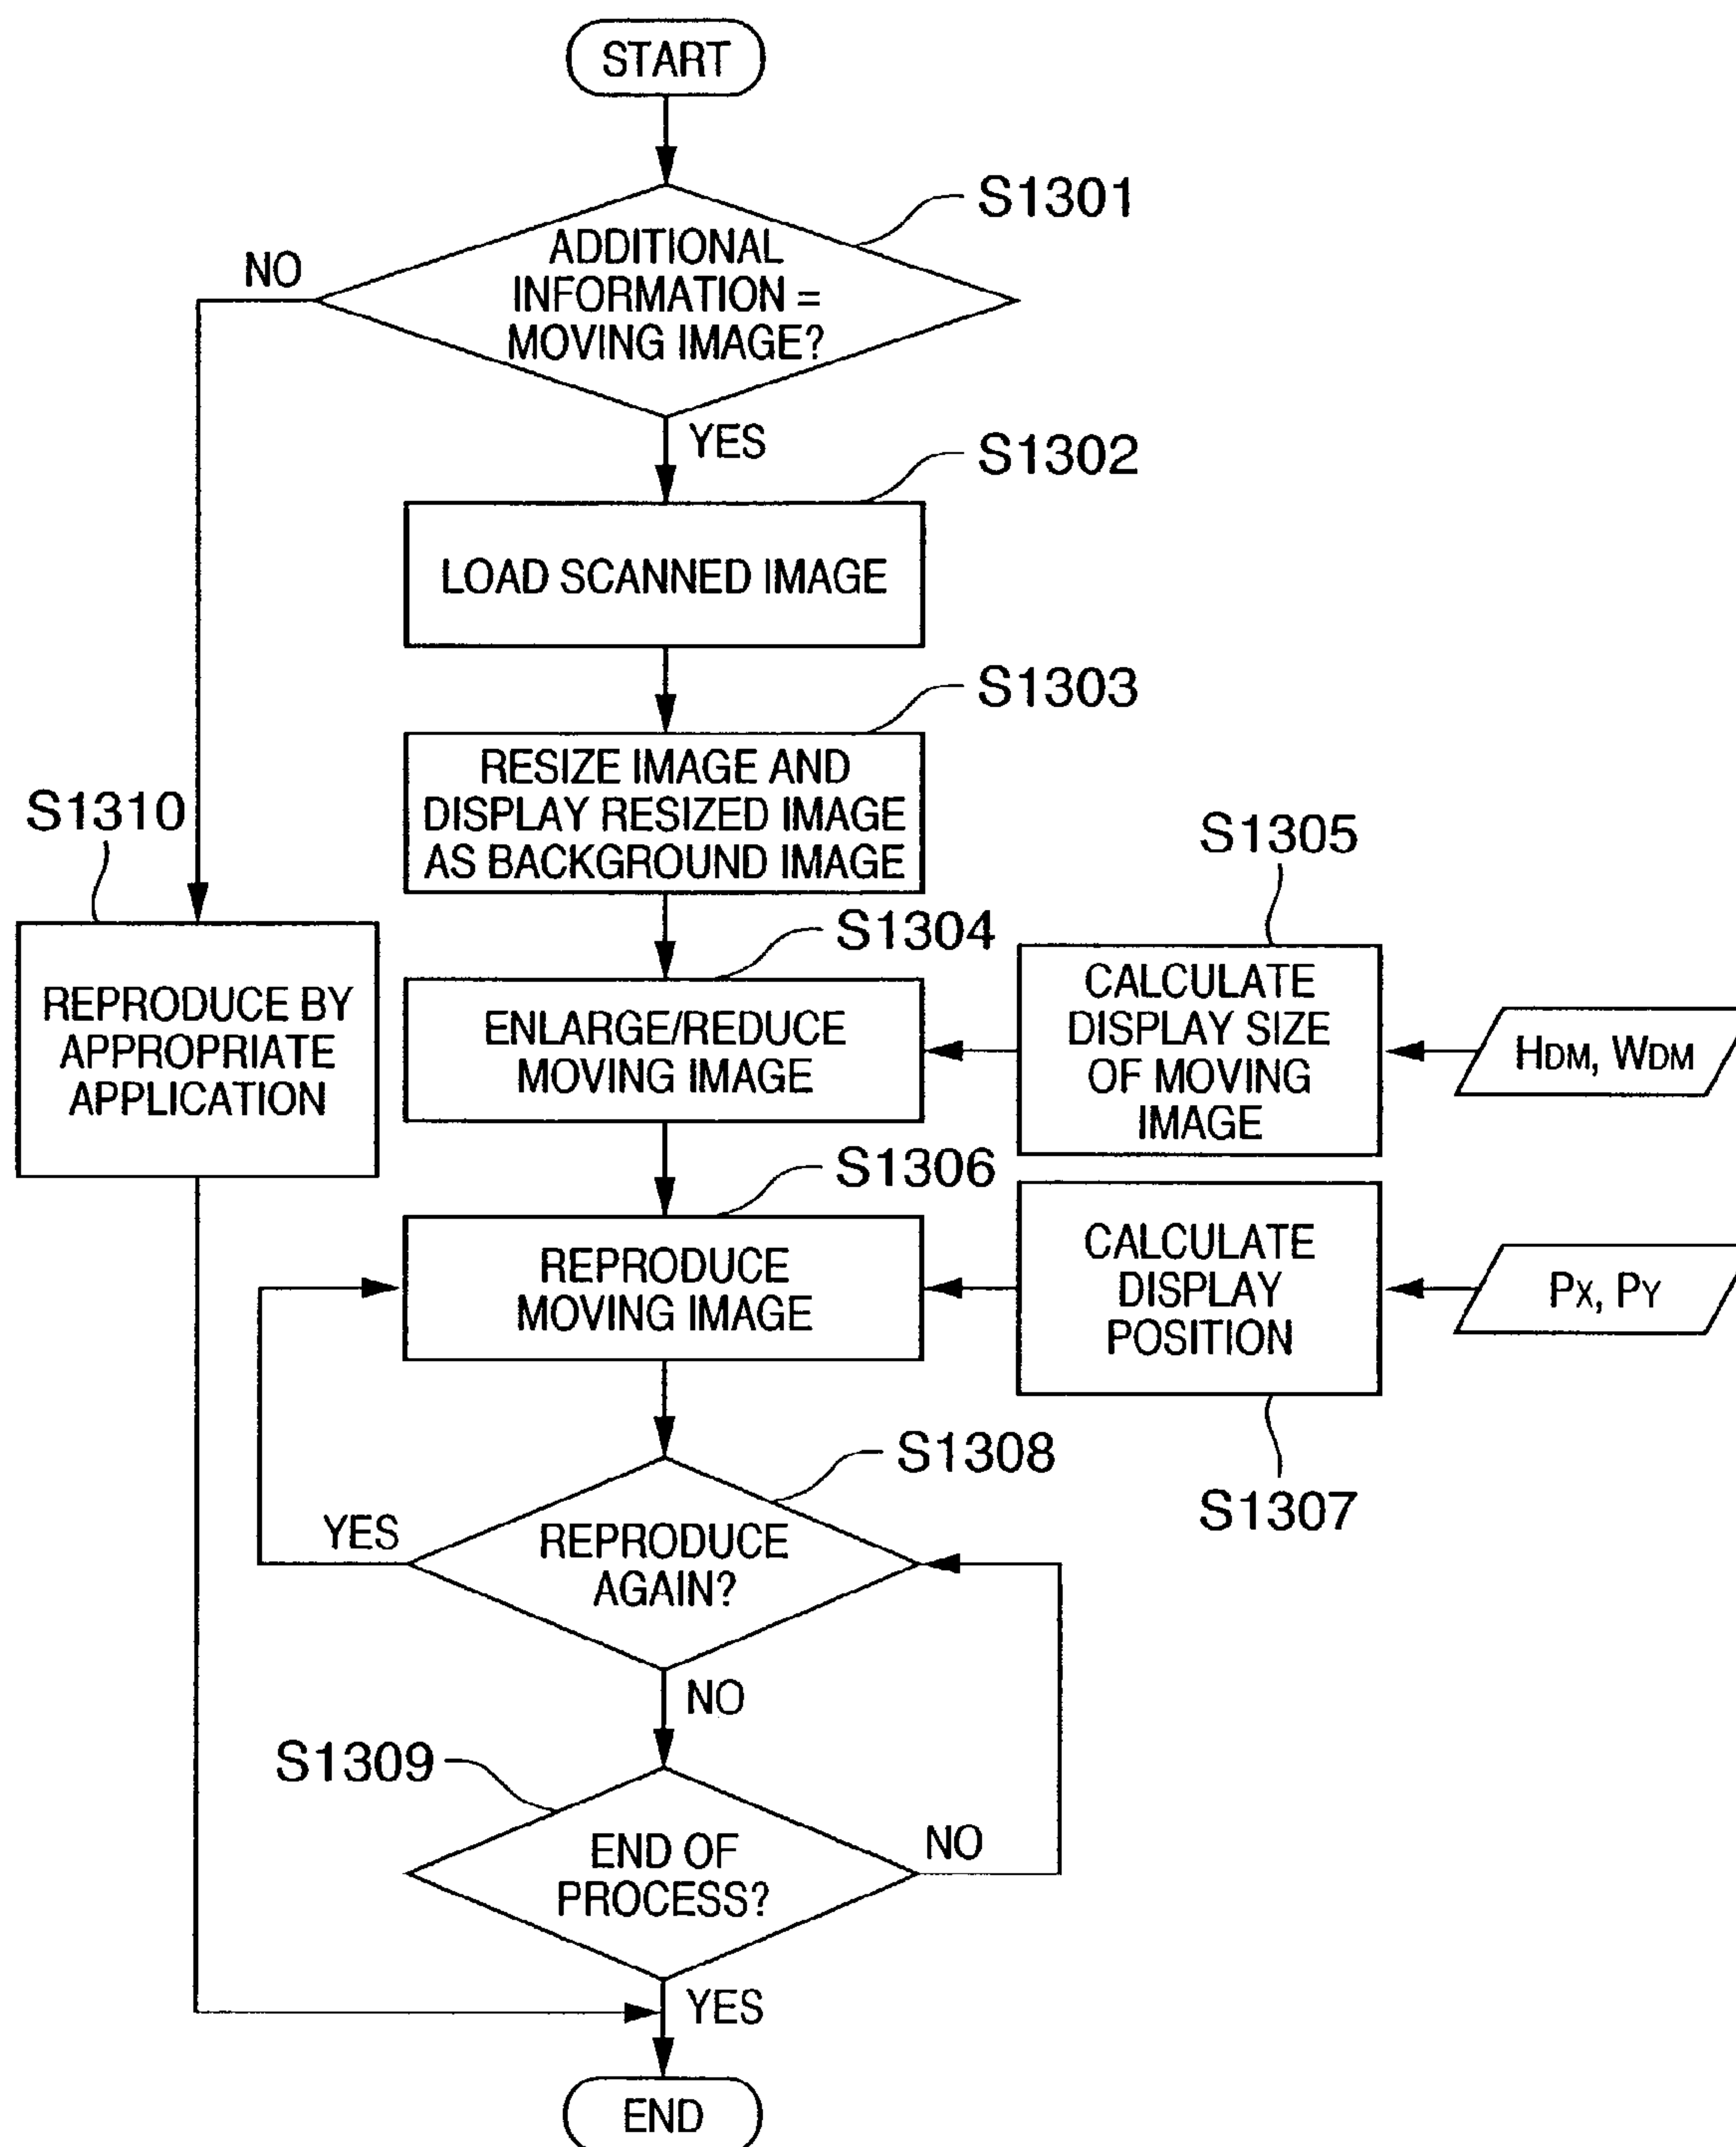 START
S1301
ADDITIONAL
INFORMATION =
MOVING IMAGE?
NO
YES
S1302
LOAD SCANNED IMAGE
S1303
RESIZE IMAGE AND
DISPLAY RESIZED IMAGE
AS BACKGROUND IMAGE
S1310
REPRODUCE BY
APPROPRIATE
APPLICATION
S1304
ENLARGE/REDUCE
MOVING IMAGE
S1305
CALCULATE
DISPLAY SIZE
OF MOVING
IMAGE
HDM, WDM
S1306
REPRODUCE
MOVING IMAGE
CALCULATE
DISPLAY
POSITION
PX, PY
S1307
S1308
REPRODUCE
AGAIN?
YES
NO
S1309
END OF
PROCESS?
NO
YES
END